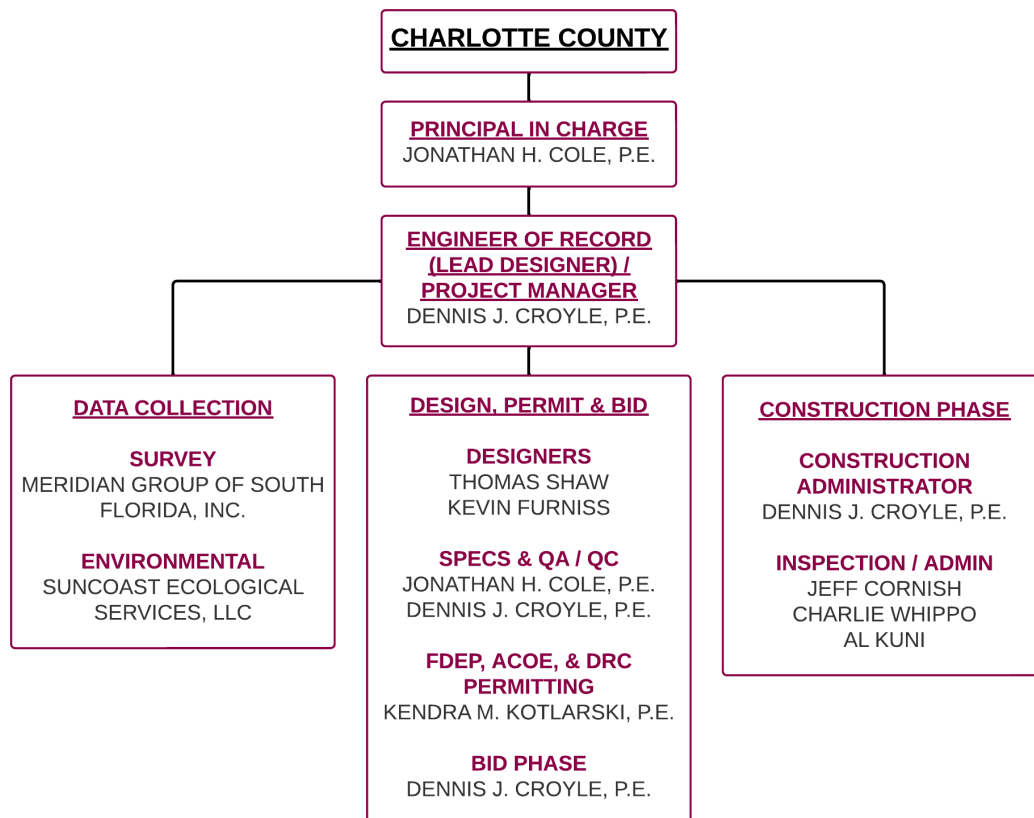 CHARLOTTE COUNTY
PRINCIPAL IN CHARGE
JONATHAN H. COLE, P.E.
ENGINEER OF RECORD
(LEAD DESIGNER) /
PROJECT MANAGER
DENNIS J. CROYLE, P.E.
DATA COLLECTION
SURVEY
MERIDIAN GROUP OF SOUTH
FLORIDA, INC.
ENVIRONMENTAL
SUNCOAST ECOLOGICAL
SERVICES, LLC
DESIGN, PERMIT & BID
DESIGNERS
THOMAS SHAW
KEVIN FURNISS
SPECS & QA / QC
JONATHAN H. COLE, P.E.
DENNIS J. CROYLE, P.E.
FDEP, ACOE, & DRC
PERMITTING
KENDRA M. KOTLARSKI, P.E.
BID PHASE
DENNIS J. CROYLE, P.E.
CONSTRUCTION PHASE
CONSTRUCTION
ADMINISTRATOR
DENNIS J. CROYLE, P.E.
INSPECTION / ADMIN
JEFF CORNISH
CHARLIE WHIPPO
AL KUNI